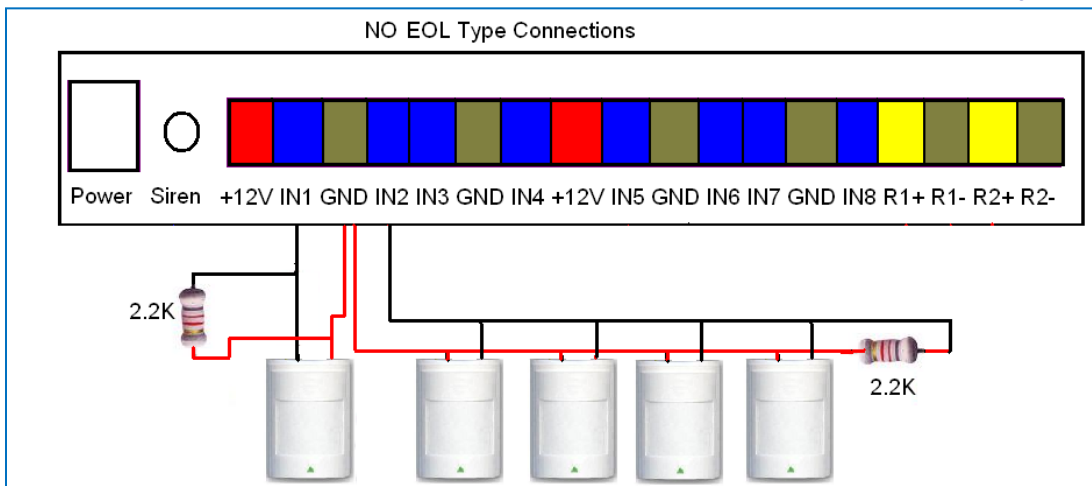 NO EOL Type Connections
Power Siren +12V IN1 GND IN2 IN3 GND IN4 +12V IN5 GND IN6 IN7 GND IN8 R1+ R1- R2+ R2-
2.2K
2.2K